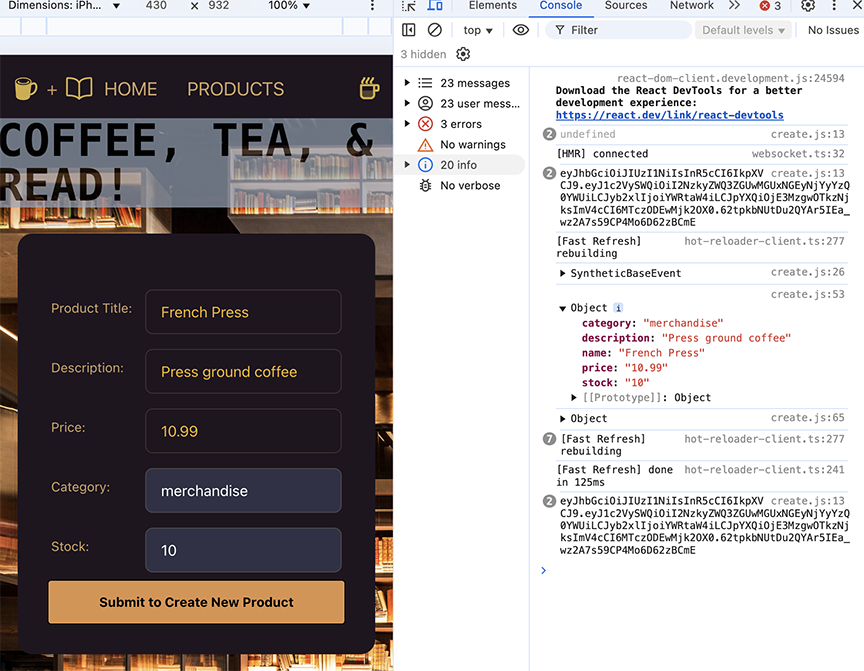 Dimensions: iPh... ▼ 430 × 932 100% ▼
Elements Console Sources Network >> 3
top ▼ Filter Default levels ▼ No Issues
3 hidden
+ HOME PRODUCTS
COFFEE, TEA, &
READ!
Product Title: French Press
Description: Press ground coffee
Price: 10.99
Category: merchandise
Stock: 10
Submit to Create New Product
23 messages
23 user mess...
3 errors
No warnings
20 info
No verbose
react-dom-client.development.js:24594
Download the React DevTools for a better
development experience:
https://react.dev/link/react-devtools
2 undefined create.js:13
[HMR] connected websocket.ts:32
2 eyJhbGciOiJIUzI1NiIsInR5cCI6IkpXV create.js:13
[Fast Refresh] hot-reloader-client.ts:277
rebuilding
SyntheticBaseEvent create.js:26
create.js:53
Object i
category: "merchandise"
description: "Press ground coffee"
name: "French Press"
price: "10.99"
stock: "10"
[[Prototype]]: Object
Object create.js:65
7 [Fast Refresh] hot-reloader-client.ts:277
rebuilding
[Fast Refresh] done hot-reloader-client.ts:241
in 125ms
2 eyJhbGciOiJIUzI1NiIsInR5cCI6IkpXV create.js:13